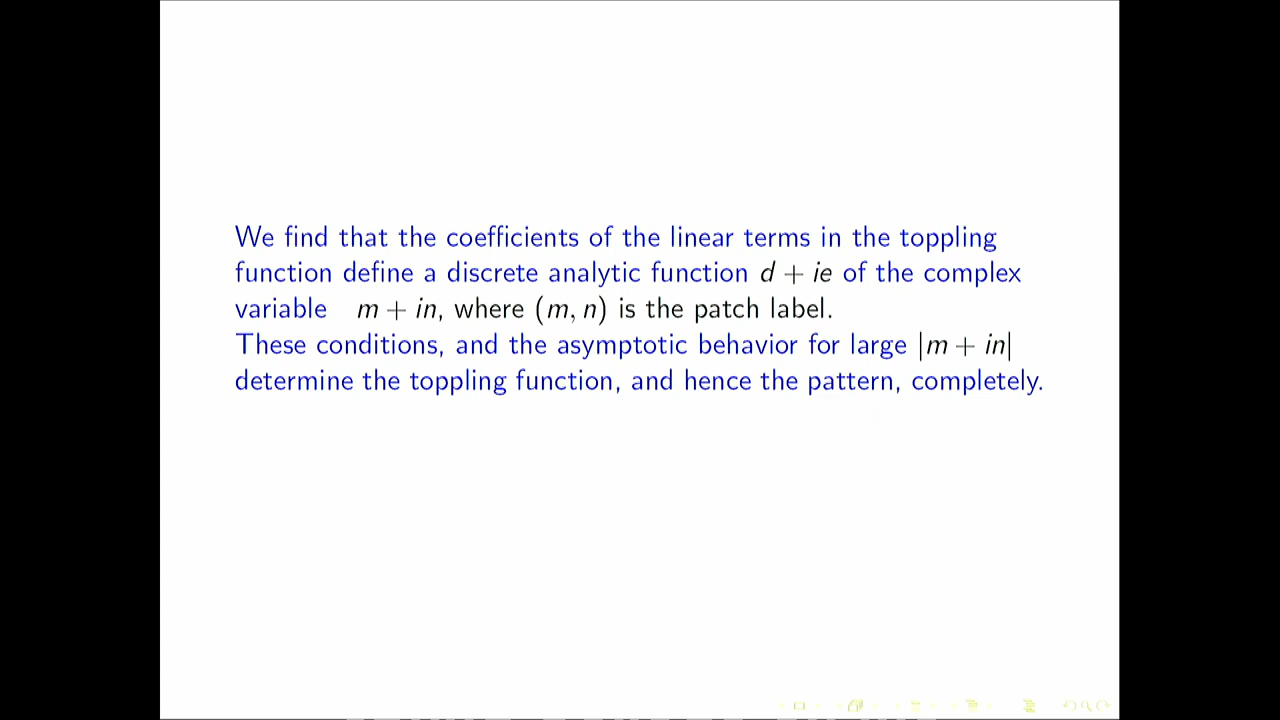 We find that the coefficients of the linear terms in the toppling
function define a discrete analytic function d + ie of the complex
variable m + in, where (m, n) is the patch label.
These conditions, and the asymptotic behavior for large |m + in|
determine the toppling function, and hence the pattern, completely.